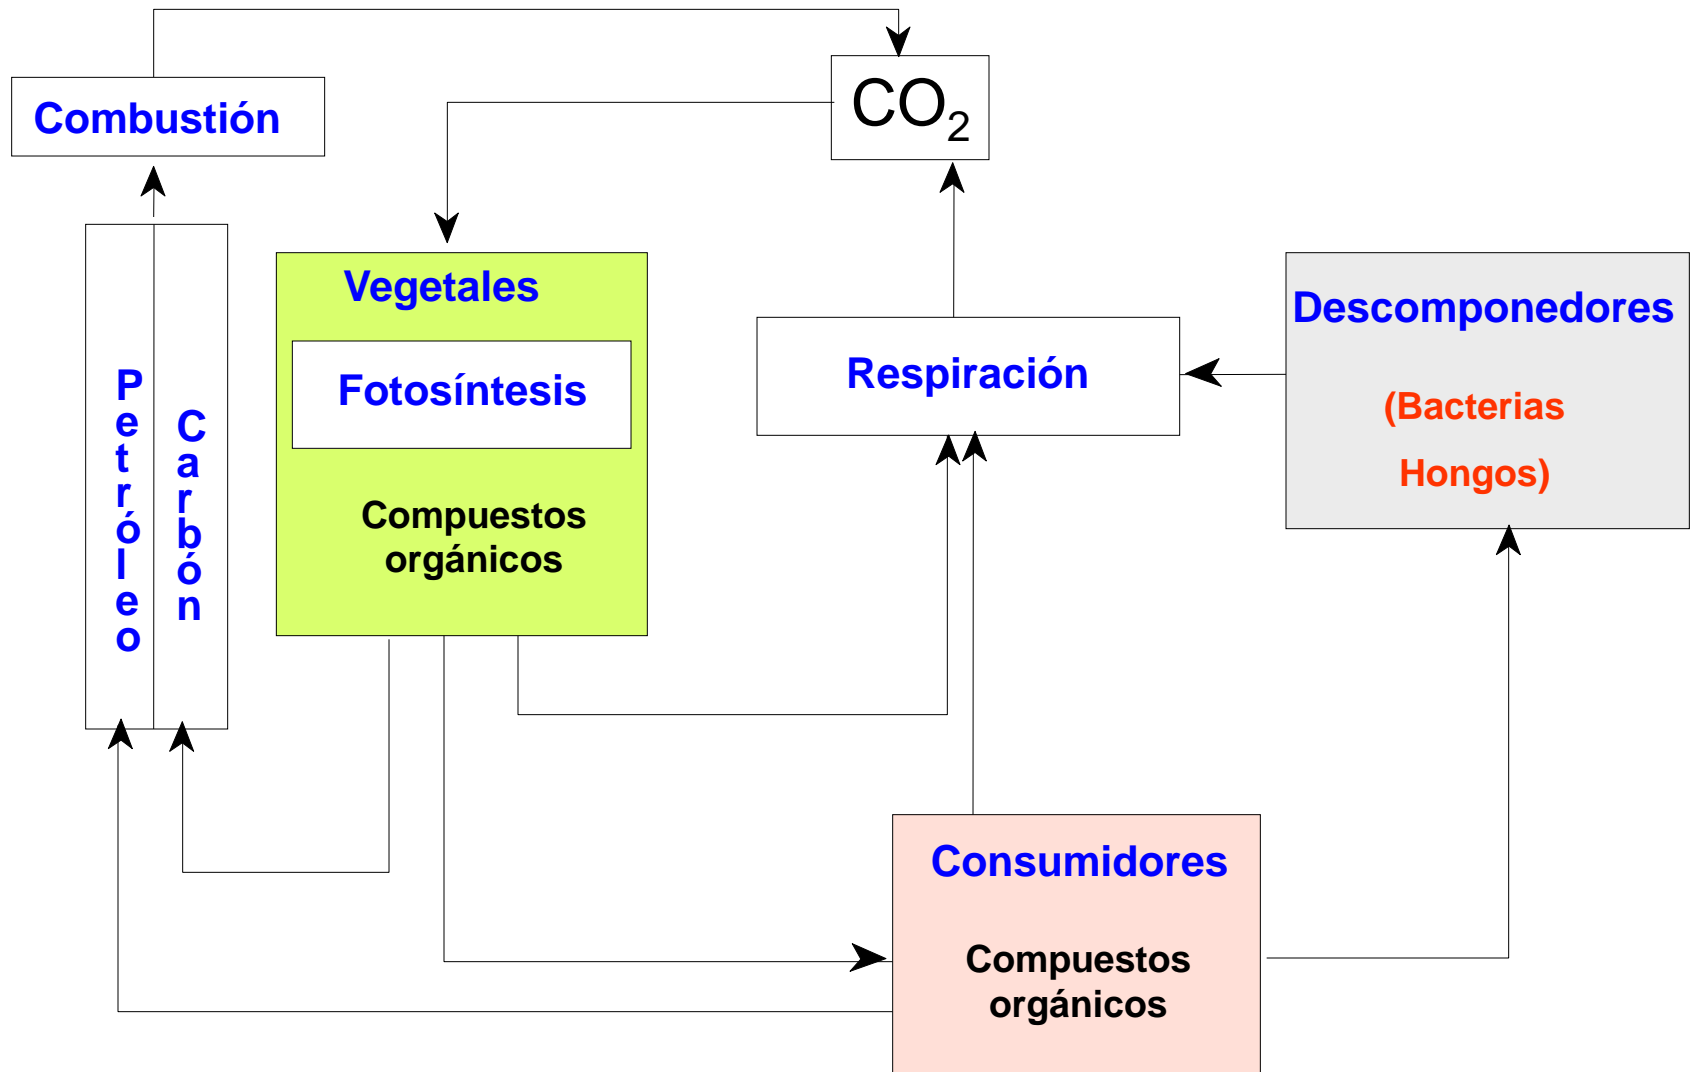 Combustión
CO₂
Vegetales
Fotosíntesis
Compuestos
orgánicos
Petróleo
Carbón
Respiración
Descomponedores
(Bacterias
Hongos)
Consumidores
Compuestos
orgánicos